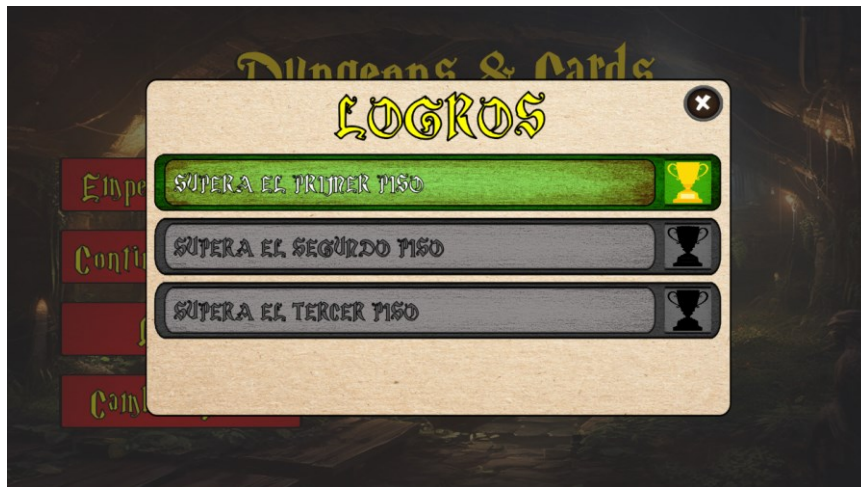 Dungeons & Cards
LOGROS
SUPERA EL PRIMER PISO
SUPERA EL SEGUNDO PISO
SUPERA EL TERCER PISO